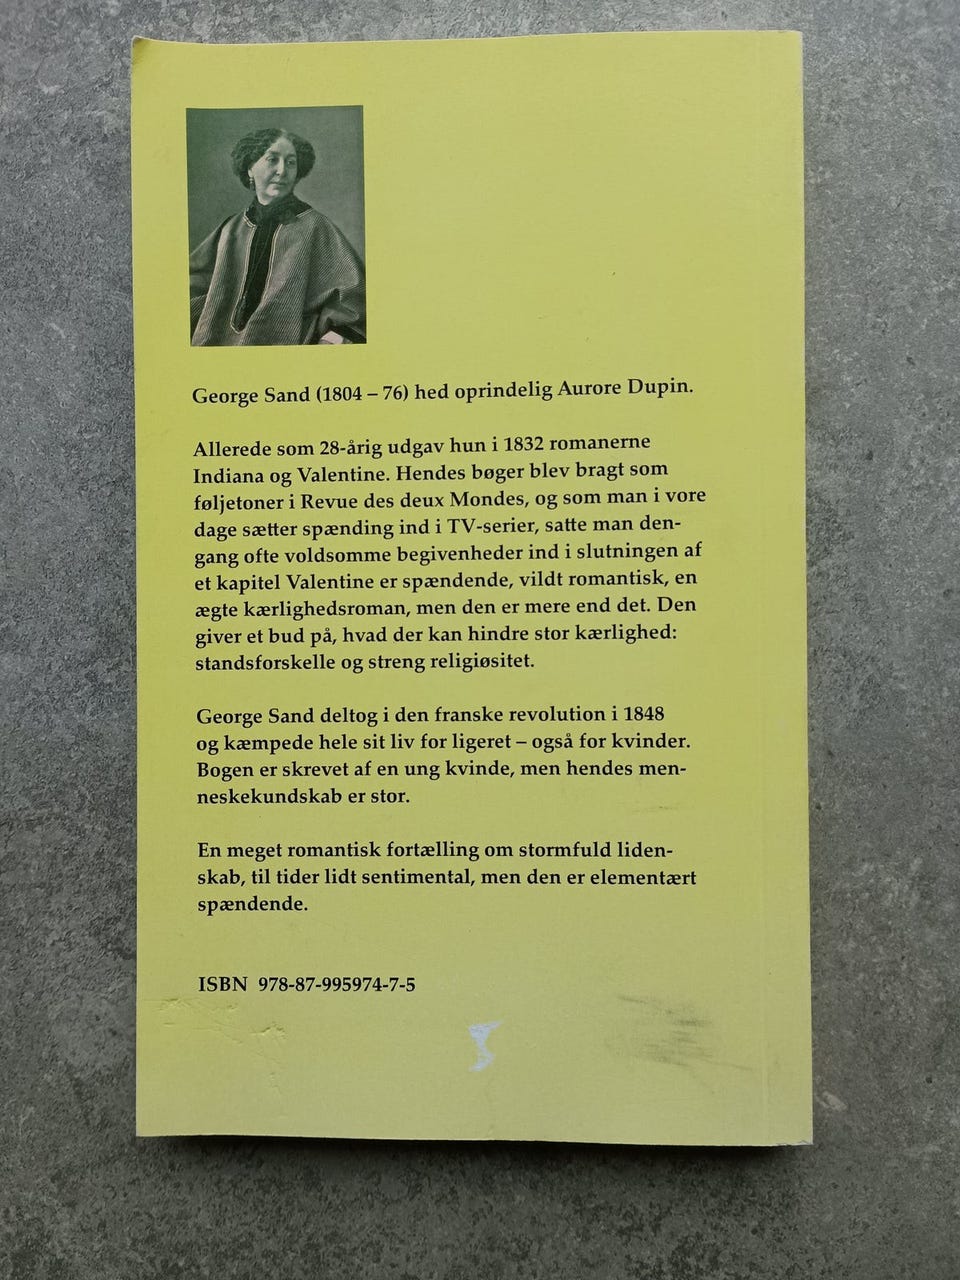 George Sand (1804 – 76) hed oprindelig Aurore Dupin.
Allerede som 28-årig udgav hun i 1832 romanerne
Indiana og Valentine. Hendes bøger blev bragt som
føljetoner i Revue des deux Mondes, og som man i vore
dage sætter spænding ind i TV-serier, satte man den-
gang ofte voldsomme begivenheder ind i slutningen af
et kapitel Valentine er spændende, vildt romantisk, en
ægte kærlighedsroman, men den er mere end det. Den
giver et bud på, hvad der kan hindre stor kærlighed:
standsforskelle og streng religiøsitet.
George Sand deltog i den franske revolution i 1848
og kæmpede hele sit liv for ligeret – også for kvinder.
Bogen er skrevet af en ung kvinde, men hendes men-
neskekundskab er stor.
En meget romantisk fortælling om stormfuld liden-
skab, til tider lidt sentimental, men den er elementært
spændende.
ISBN 978-87-995974-7-5